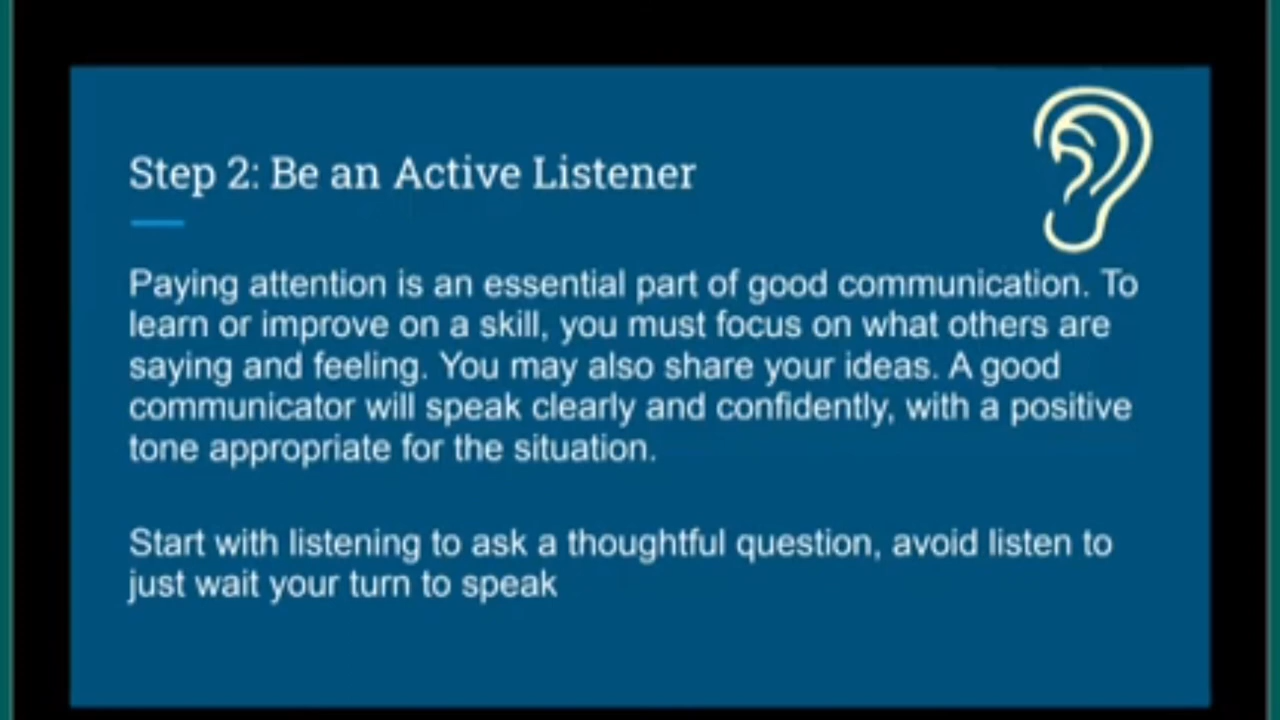 Step 2: Be an Active Listener
Paying attention is an essential part of good communication. To
learn or improve on a skill, you must focus on what others are
saying and feeling. You may also share your ideas. A good
communicator will speak clearly and confidently, with a positive
tone appropriate for the situation.
Start with listening to ask a thoughtful question, avoid listen to
just wait your turn to speak